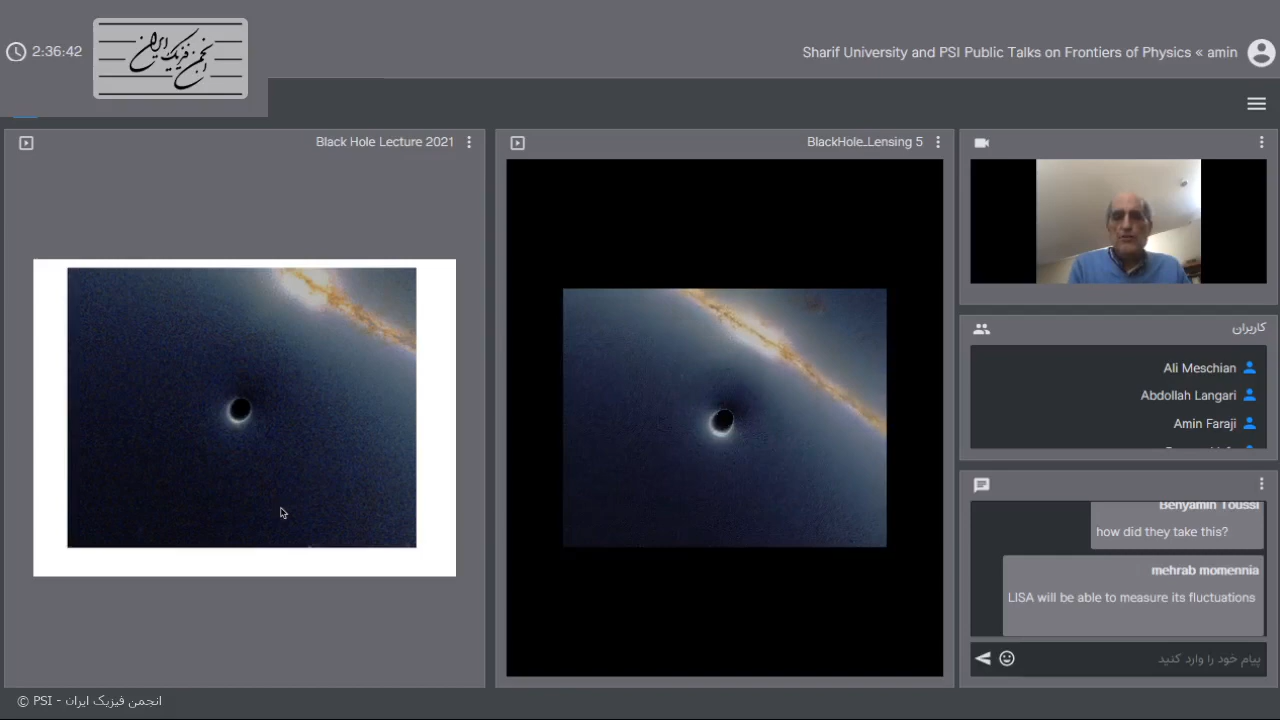 2:36:42
انجمن فیزیک ایران
Sharif University and PSI Public Talks on Frontiers of Physics « amin
Black Hole Lecture 2021
BlackHole_Lensing 5
کاربران
Ali Meschian
Abdollah Langari
Amin Faraji
Benyamin Toussi
how did they take this?
mehrab momennia
LISA will be able to measure its fluctuations
پیام خود را وارد کنید
© PSI - انجمن فیزیک ایران